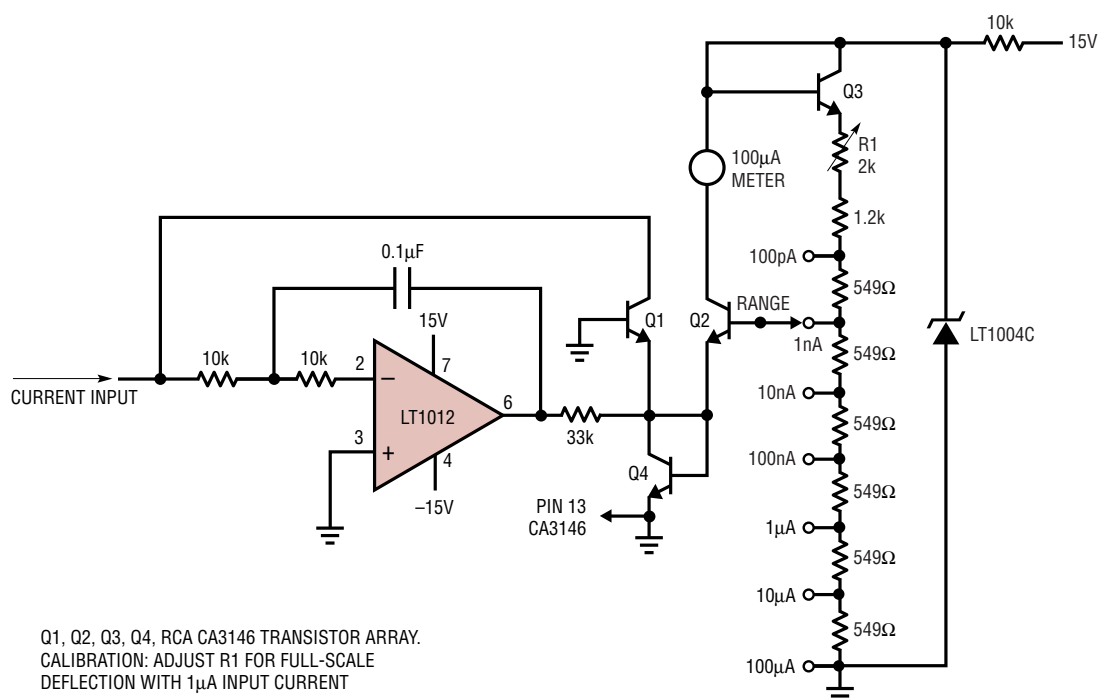 10k
15V
Q3
R1
2k
100µA
METER
1.2k
0.1µF
100pA
549Ω
15V
Q1
Q2
RANGE
1nA
549Ω
LT1004C
10k
10k
2
–
7
CURRENT INPUT
LT1012
6
10nA
33k
549Ω
3
+
4
100nA
Q4
549Ω
–15V
PIN 13
CA3146
1µA
549Ω
10µA
549Ω
100µA
Q1, Q2, Q3, Q4, RCA CA3146 TRANSISTOR ARRAY.
CALIBRATION: ADJUST R1 FOR FULL-SCALE
DEFLECTION WITH 1µA INPUT CURRENT